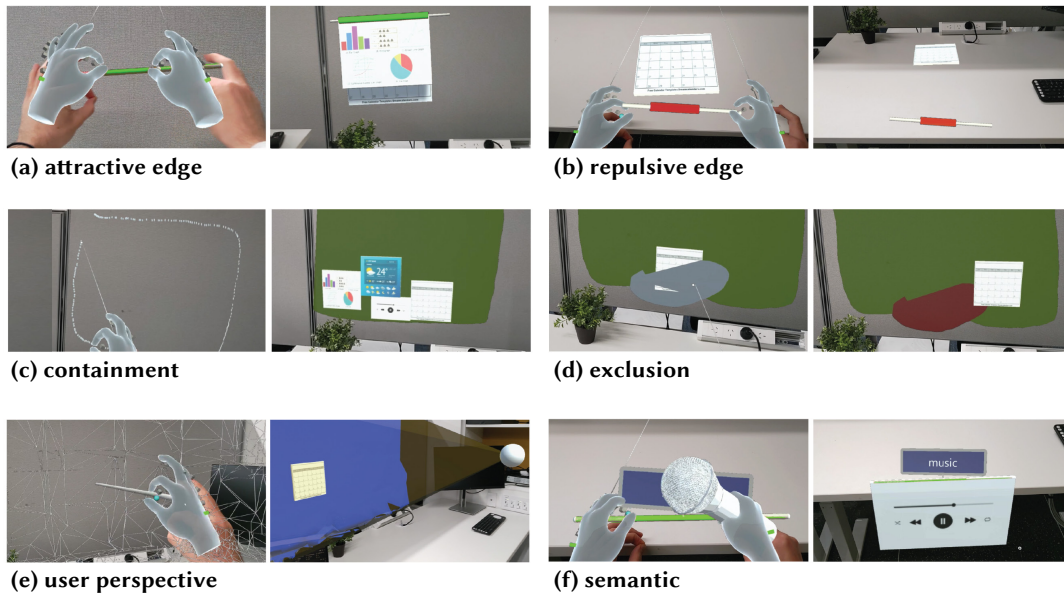 (a) attractive edge
(b) repulsive edge
24°
(c) containment
(d) exclusion
music
(e) user perspective
(f) semantic